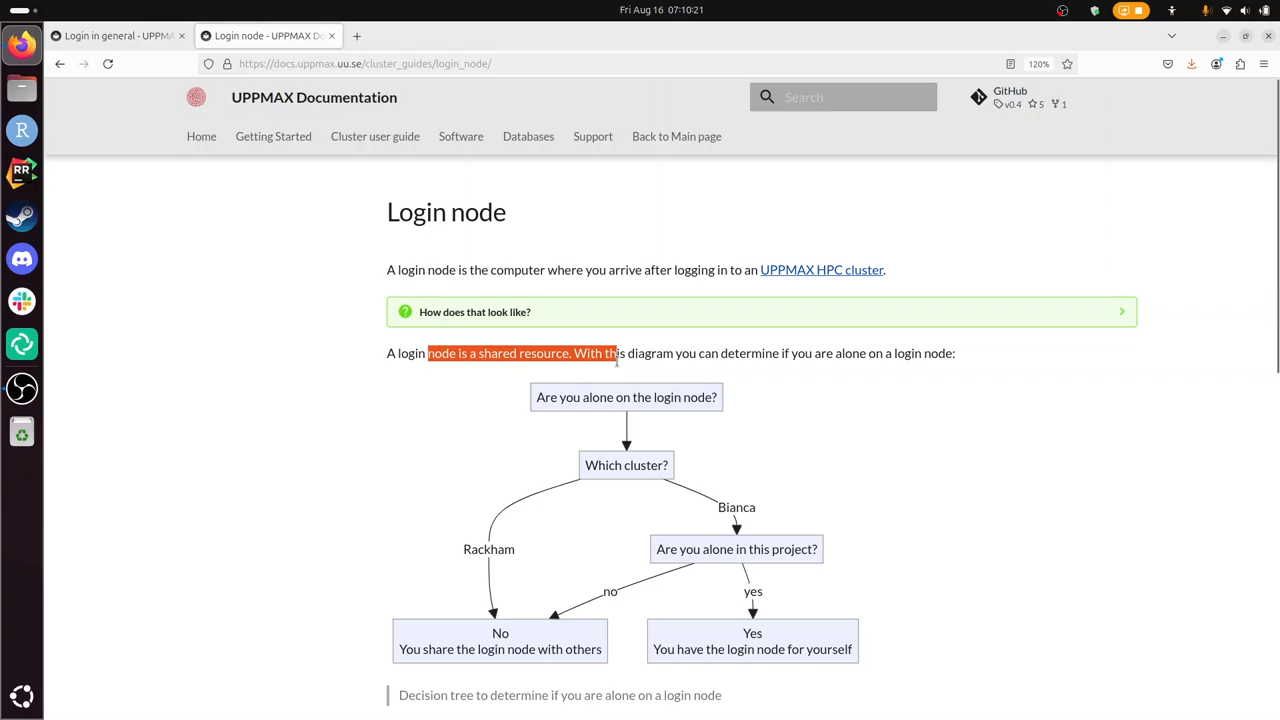 Fri Aug 16 07:10:21
Login in general - UPPMA
Login node - UPPMAX Do
https://docs.uppmax.uu.se/cluster_guides/login_node/
120%
UPPMAX Documentation
Search
GitHub
v0.4 5 1
Home Getting Started Cluster user guide Software Databases Support Back to Main page
Login node
A login node is the computer where you arrive after logging in to an UPPMAX HPC cluster.
How does that look like?
A login node is a shared resource. With this diagram you can determine if you are alone on a login node:
Are you alone on the login node?
Which cluster?
Bianca
Rackham
Are you alone in this project?
no
yes
No
You share the login node with others
Yes
You have the login node for yourself
Decision tree to determine if you are alone on a login node
R
RR